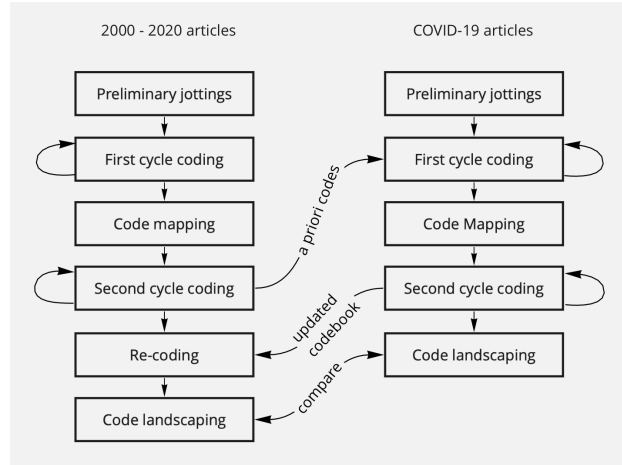 2000 - 2020 articles
COVID-19 articles
Preliminary jottings
Preliminary jottings
First cycle coding
First cycle coding
a priori codes
Code mapping
Code Mapping
Second cycle coding
Second cycle coding
updated
codebook
Re-coding
Code landscaping
compare
Code landscaping